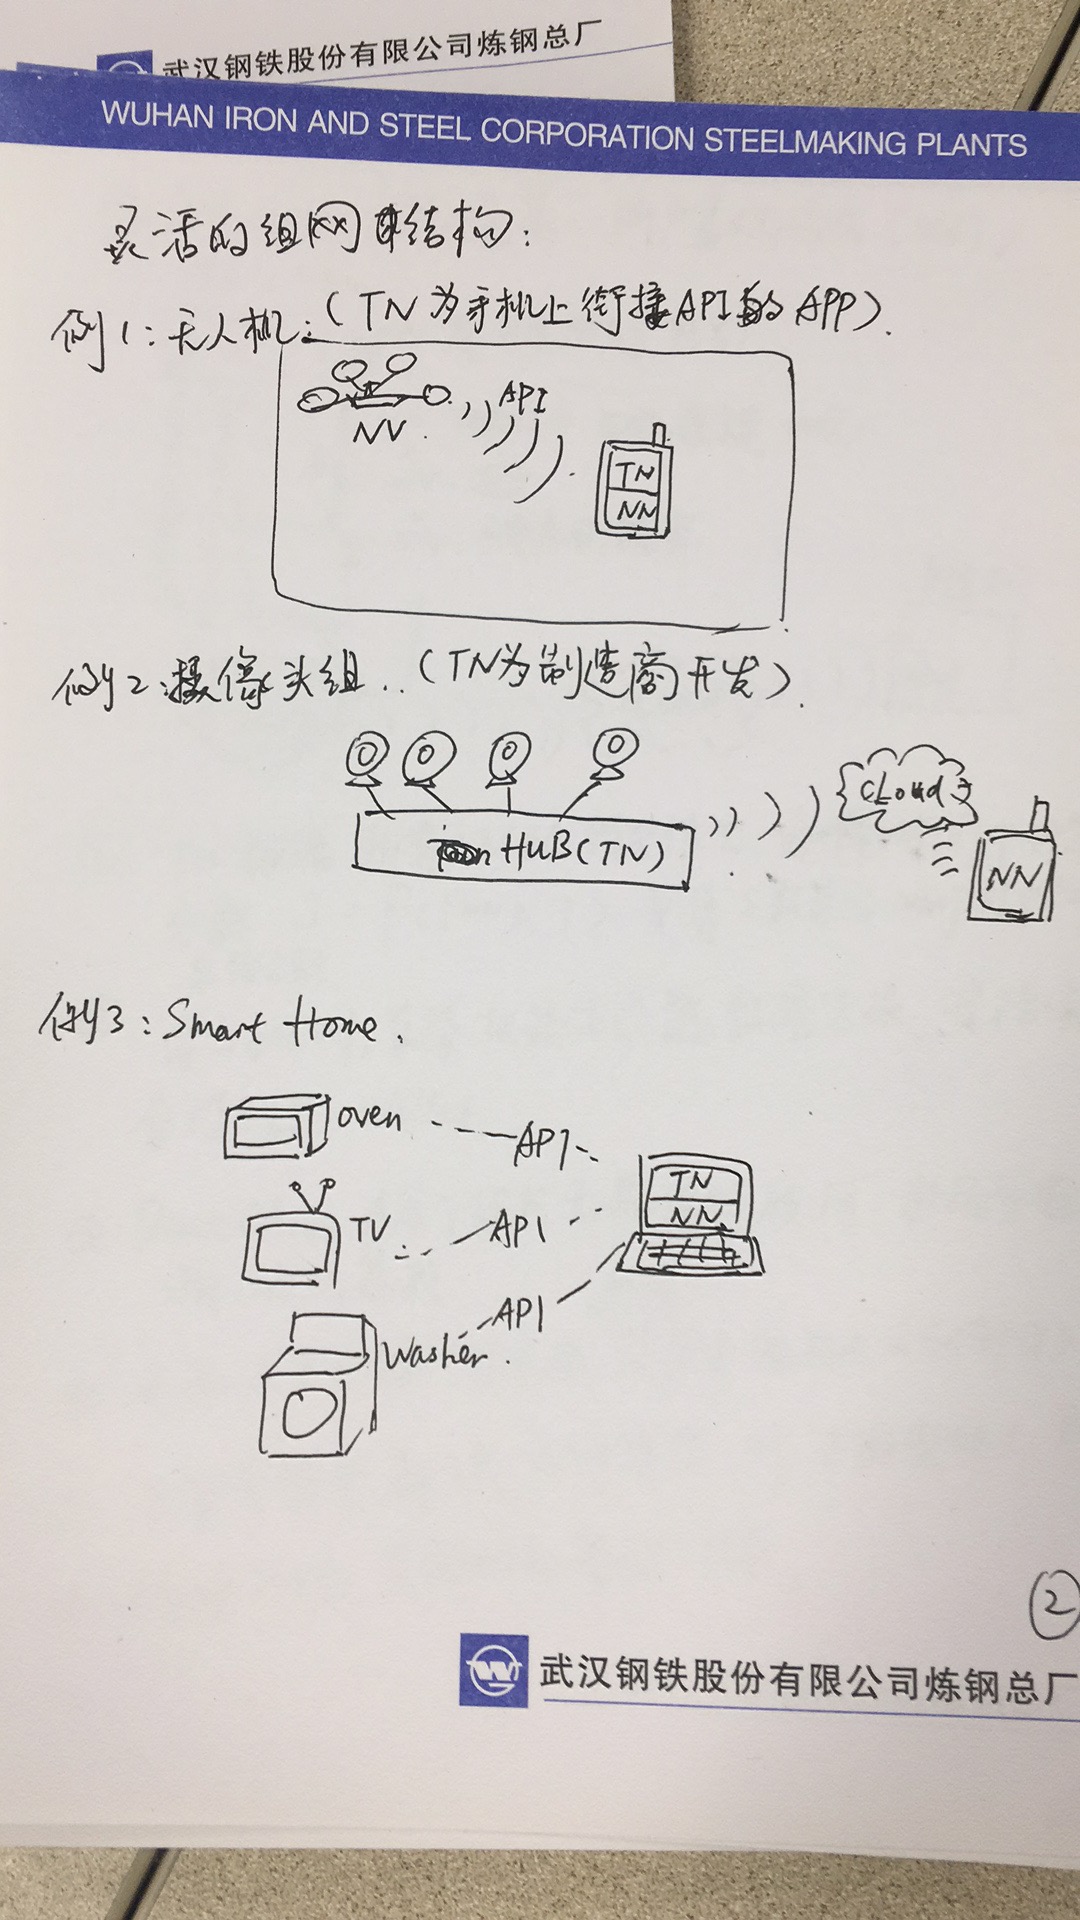 武汉钢铁股份有限公司炼钢总厂
WUHAN IRON AND STEEL CORPORATION STEELMAKING PLANTS
灵活的组网结构:
例1:无人机:(TN为手机上衔接API的APP).
API
NV
TN
NN
例2:摄像头组..(TN为制造商开发).
cloud
HUB(TN)
NN
例3:Smart Home.
oven
API
TN
NN
TV
API
API
Washer.
2
武汉钢铁股份有限公司炼钢总厂